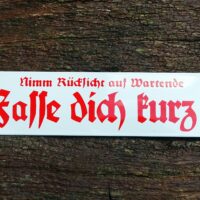 Nimm Rücksicht auf Wartende
Fasse dich kurz